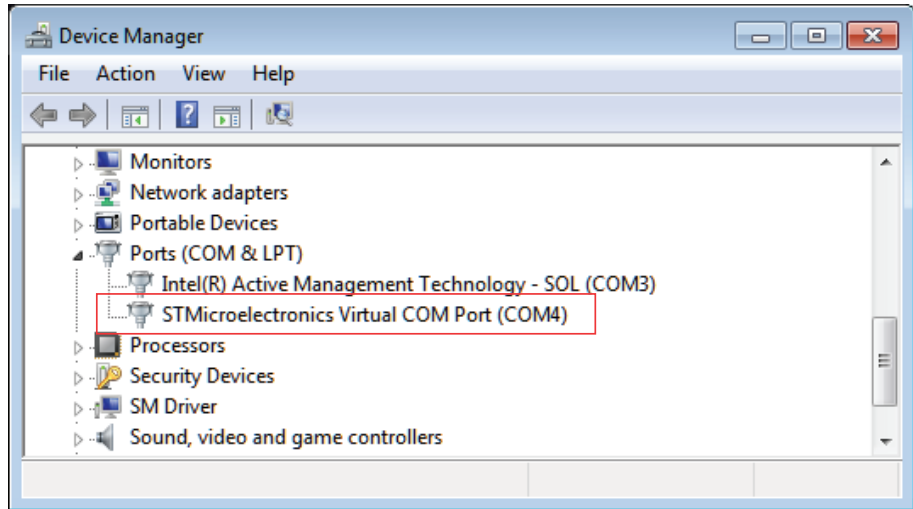 Device Manager
File Action View Help
Monitors
Network adapters
Portable Devices
Ports (COM & LPT)
Intel(R) Active Management Technology - SOL (COM3)
STMicroelectronics Virtual COM Port (COM4)
Processors
Security Devices
SM Driver
Sound, video and game controllers